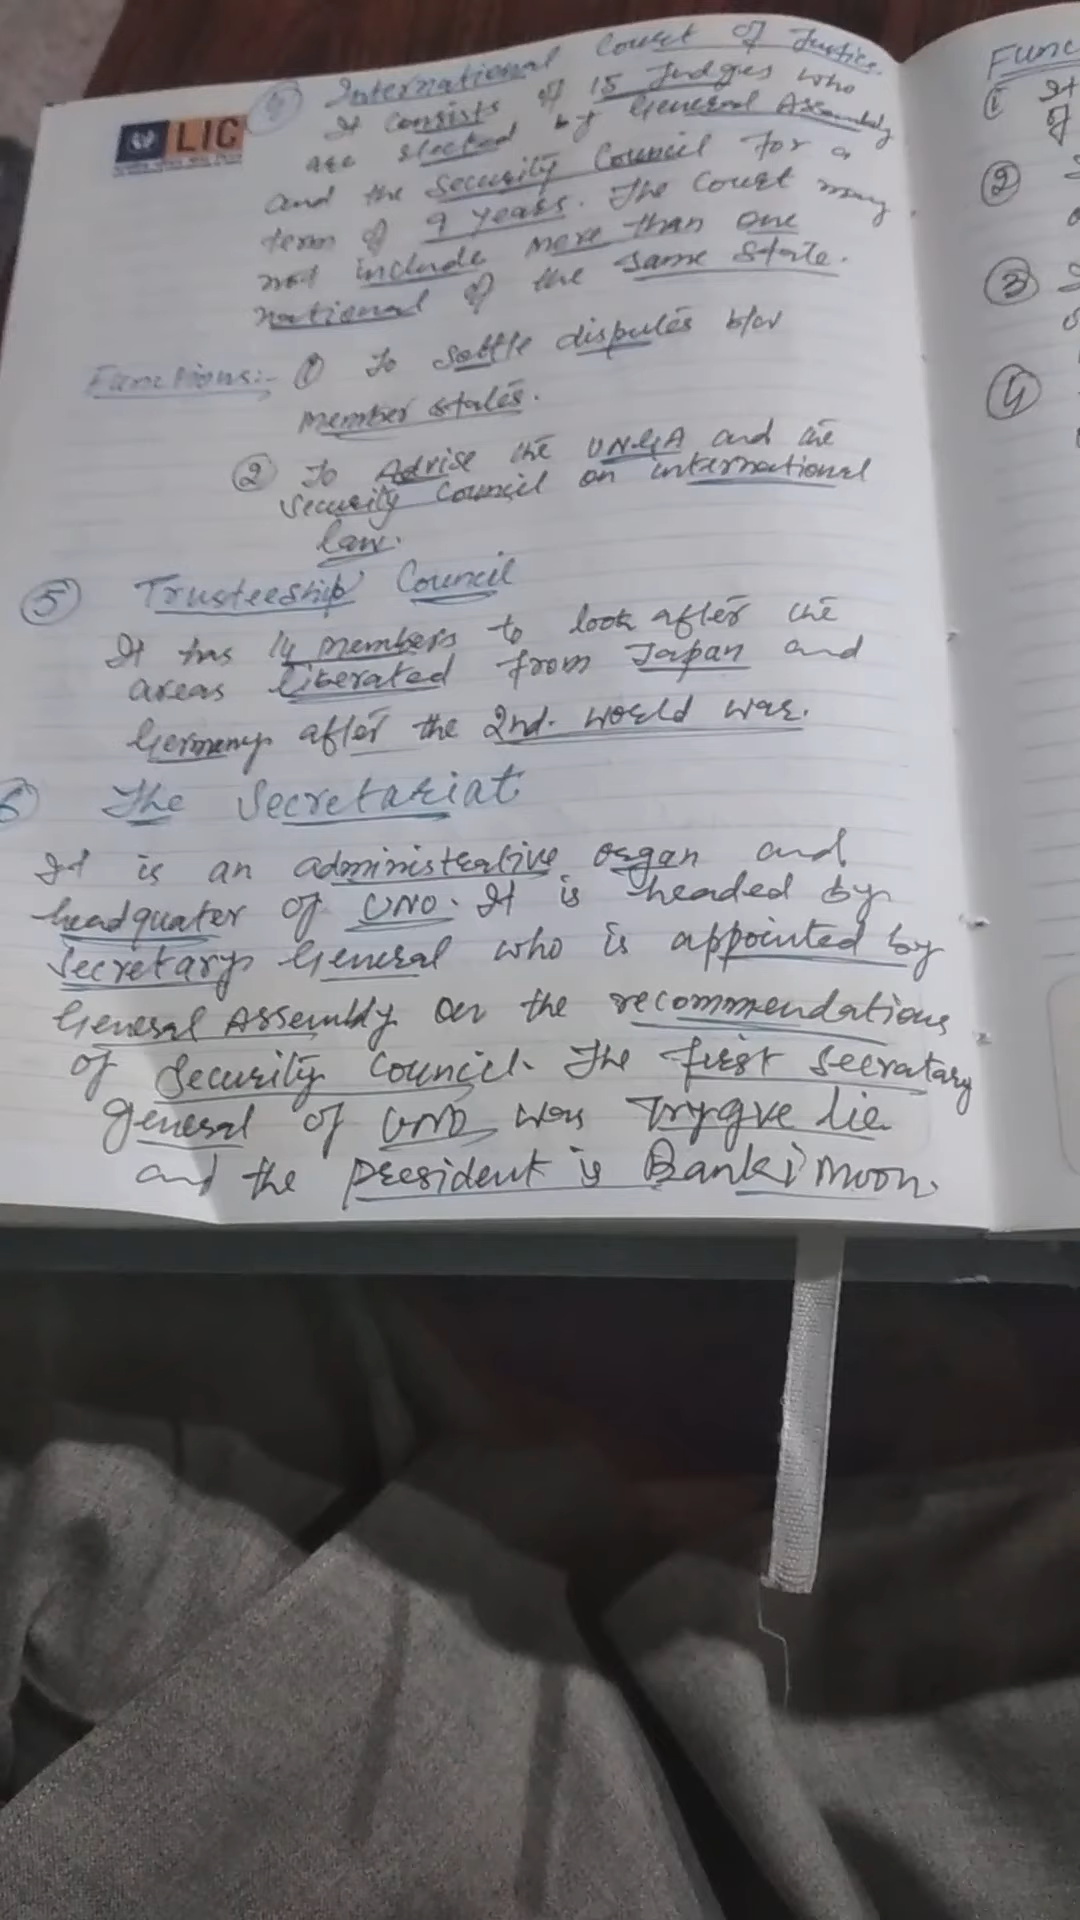 LIC
④ International Court of Justice.
It consists of 15 Judges who
are elected by General Assembly
and the Security Council for a
term of 9 years. The Court may
not include more than one
national of the same state.
Functions:- ① To settle disputes b/w
member states.
② To Advise the UNGA and the
Security Council on international
law.
⑤ Trusteeship Council
It has 14 members to look after the
areas liberated from Japan and
Germany after the 2nd. world war.
6 The Secretariat
It is an administrative organ and
headquater of UNO. It is headed by
Secretary General who is appointed by
General Assembly on the recommendations
of Security Council. The first Secratary
general of UNO was Trygve lie
and the president is Banki moon.
Func
① It
of
②
③
④